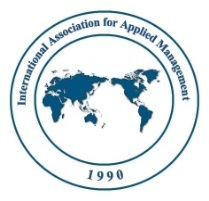 International Association for Applied Management
1990